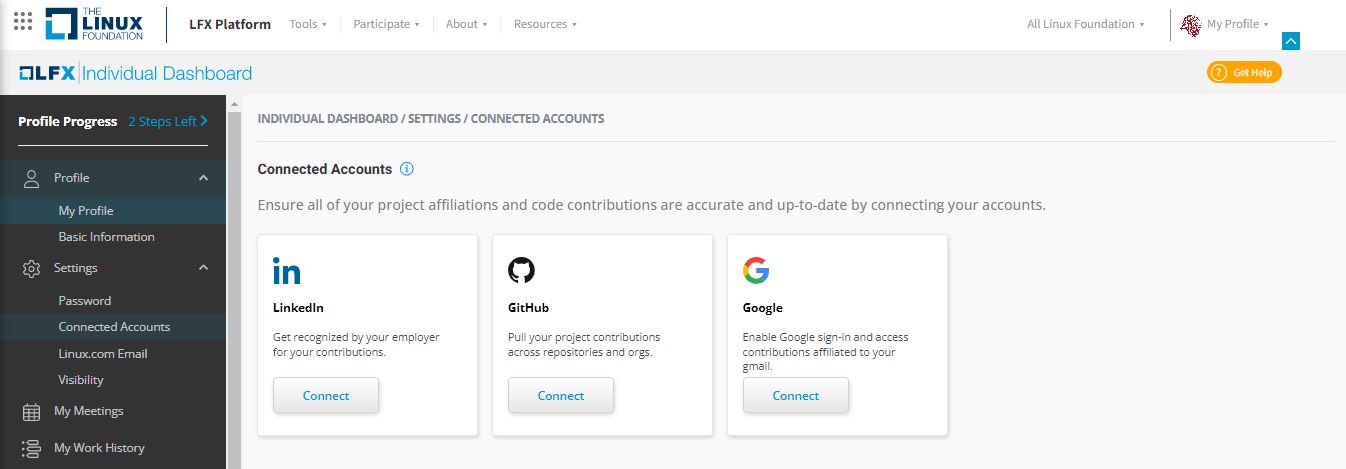 THE
LINUX
FOUNDATION
LFX Platform
Tools
Participate
About
Resources
All Linux Foundation
My Profile
LFX Individual Dashboard
? Get Help
Profile Progress 2 Steps Left
INDIVIDUAL DASHBOARD / SETTINGS / CONNECTED ACCOUNTS
Profile
My Profile
Basic Information
Settings
Password
Connected Accounts
Linux.com Email
Visibility
My Meetings
My Work History
Connected Accounts i
Ensure all of your project affiliations and code contributions are accurate and up-to-date by connecting your accounts.
in
LinkedIn
Get recognized by your employer
for your contributions.
Connect
GitHub
Pull your project contributions
across repositories and orgs.
Connect
G
Google
Enable Google sign-in and access
contributions affiliated to your
gmail.
Connect